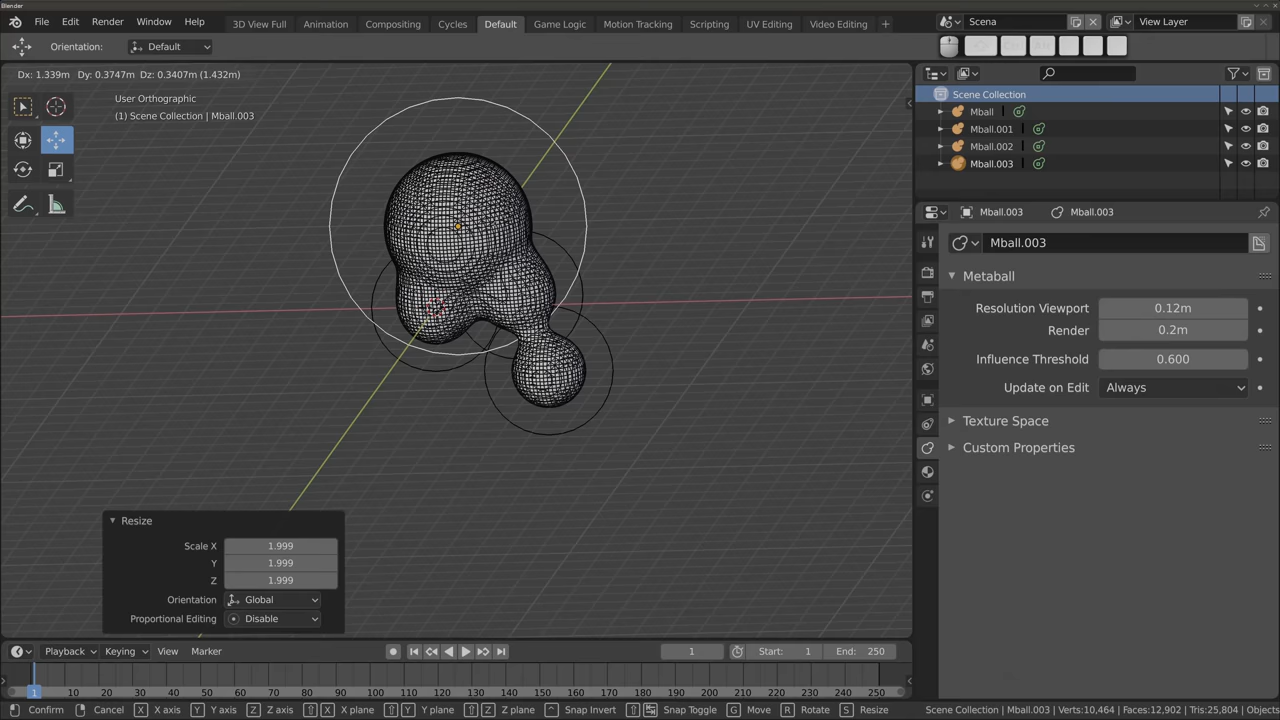 Blender
File Edit Render Window Help
3D View Full Animation Compositing Cycles Default Game Logic Motion Tracking Scripting UV Editing Video Editing +
Scena
View Layer
Orientation: Default
Dx: 1.339m Dy: 0.3747m Dz: 0.3407m (1.432m)
User Orthographic
(1) Scene Collection | Mball.003
Scene Collection
Mball
Mball.001
Mball.002
Mball.003
Mball.003 Mball.003
Mball.003
Metaball
Resolution Viewport 0.12m
Render 0.2m
Influence Threshold 0.600
Update on Edit Always
Texture Space
Custom Properties
Resize
Scale X 1.999
Y 1.999
Z 1.999
Orientation Global
Proportional Editing Disable
Playback Keying View Marker
1
Start: 1 End: 250
1 10 20 30 40 50 60 70 80 90 100 110 120 130 140 150 160 170 180 190 200 210 220 230 240 250
Confirm Cancel X X axis Y Y axis Z Z axis X X plane Y Y plane Z Z plane ^ Snap Invert Snap Toggle G Move R Rotate S Resize
Scene Collection | Mball.003 | Verts:10,464 | Faces:12,902 | Tris:25,804 | Objects